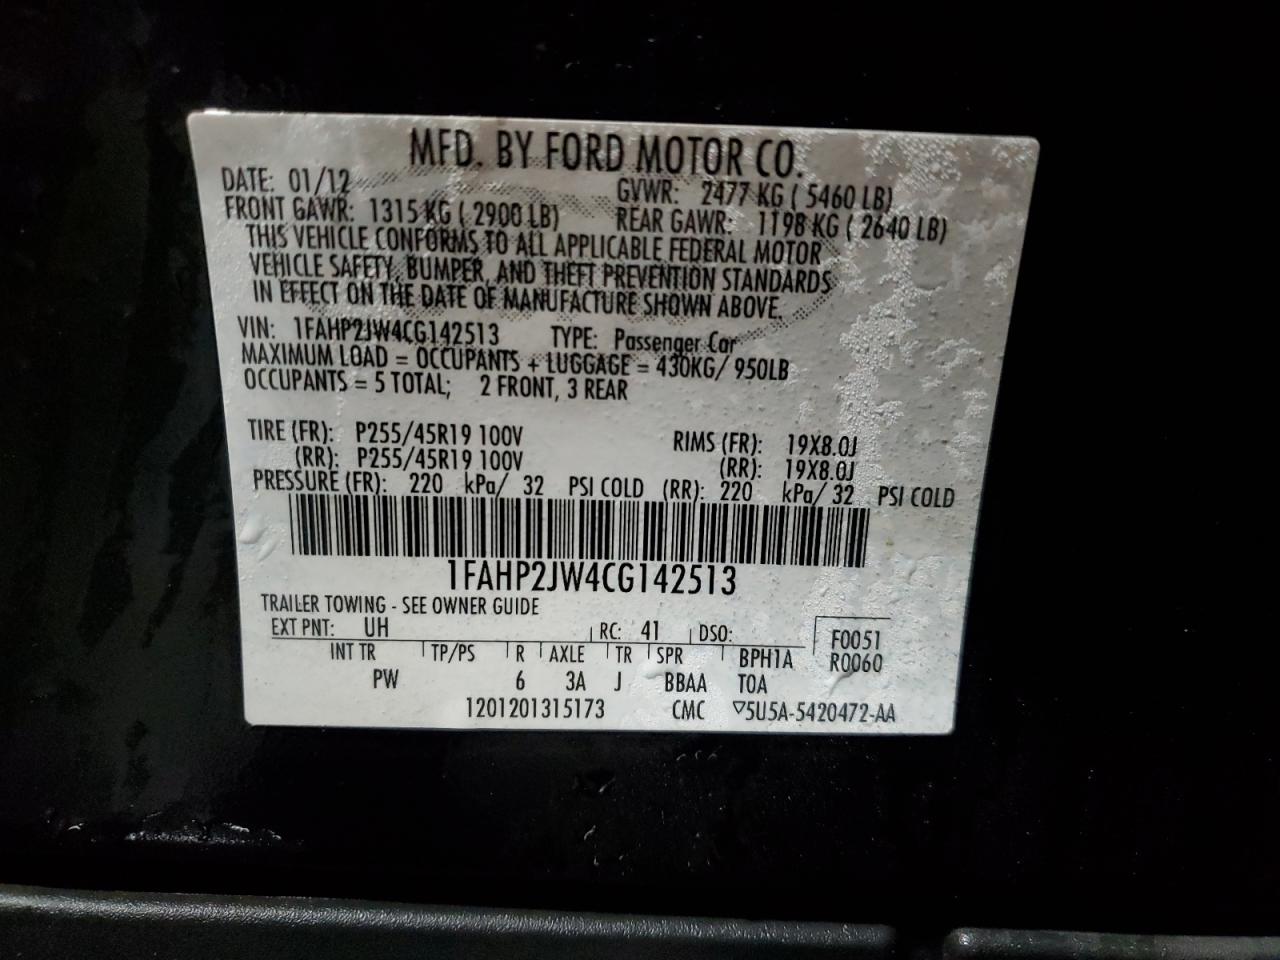 MFD. BY FORD MOTOR CO.
DATE: 01/12 GVWR: 2477 KG ( 5460 LB)
FRONT GAWR: 1315 KG ( 2900 LB) REAR GAWR: 1198 KG ( 2640 LB)
THIS VEHICLE CONFORMS TO ALL APPLICABLE FEDERAL MOTOR
VEHICLE SAFETY, BUMPER, AND THEFT PREVENTION STANDARDS
IN EFFECT ON THE DATE OF MANUFACTURE SHOWN ABOVE.
VIN: 1FAHP2JW4CG142513 TYPE: Passenger Car
MAXIMUM LOAD = OCCUPANTS + LUGGAGE = 430KG/ 950LB
OCCUPANTS = 5 TOTAL; 2 FRONT, 3 REAR
TIRE (FR): P255/45R19 100V RIMS (FR): 19X8.0J
(RR): P255/45R19 100V (RR): 19X8.0J
PRESSURE (FR): 220 kPa/ 32 PSI COLD (RR): 220 kPa/ 32 PSI COLD
1FAHP2JW4CG142513
TRAILER TOWING - SEE OWNER GUIDE
EXT PNT: UH RC: 41 DSO: F0051
INT TR TP/PS R AXLE TR SPR BPH1A R0060
PW 6 3A J BBAA TOA
1201201315173 CMC ▽5U5A-5420472-AA